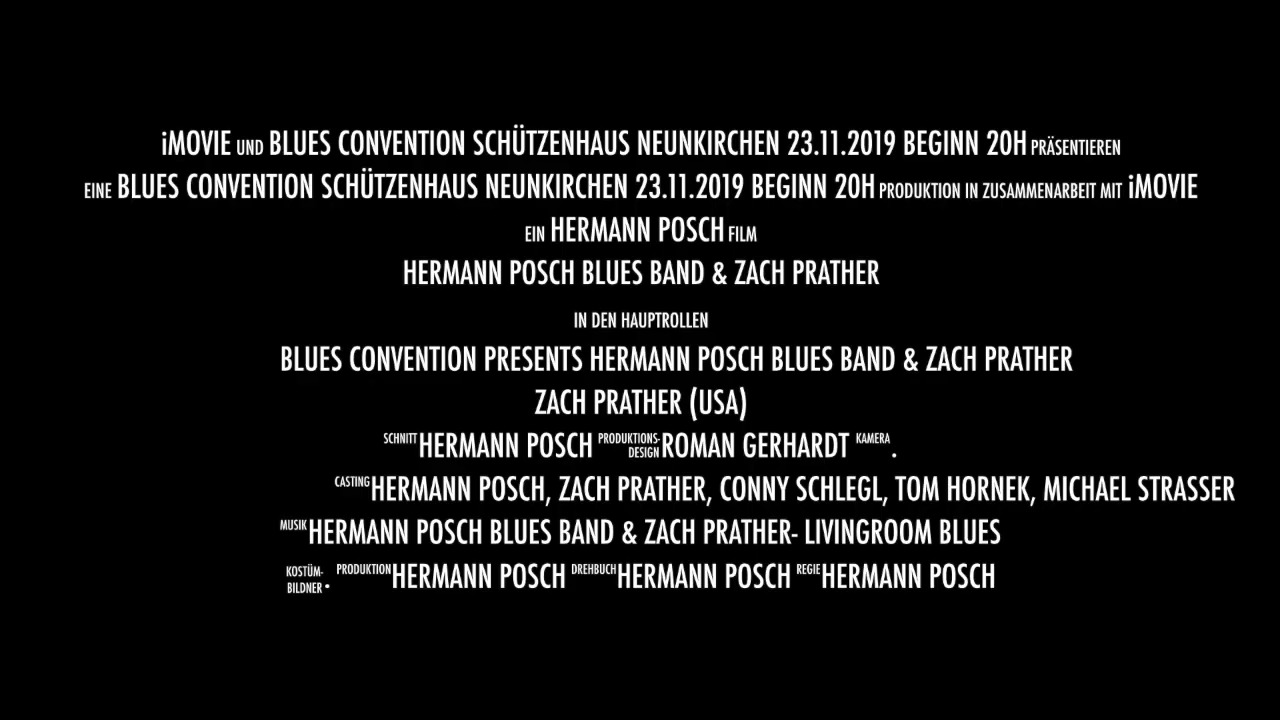 iMOVIE UND BLUES CONVENTION SCHÜTZENHAUS NEUNKIRCHEN 23.11.2019 BEGINN 20H PRÄSENTIEREN
EINE BLUES CONVENTION SCHÜTZENHAUS NEUNKIRCHEN 23.11.2019 BEGINN 20H PRODUKTION IN ZUSAMMENARBEIT MIT iMOVIE
EIN HERMANN POSCH FILM
HERMANN POSCH BLUES BAND & ZACH PRATHER
IN DEN HAUPTROLLEN
BLUES CONVENTION PRESENTS HERMANN POSCH BLUES BAND & ZACH PRATHER
ZACH PRATHER (USA)
SCHNITT HERMANN POSCH PRODUKTIONS-DESIGN ROMAN GERHARDT KAMERA .
CASTING HERMANN POSCH, ZACH PRATHER, CONNY SCHLEGL, TOM HORNEK, MICHAEL STRASSER
MUSIK HERMANN POSCH BLUES BAND & ZACH PRATHER- LIVINGROOM BLUES
KOSTÜM-BILDNER . PRODUKTION HERMANN POSCH DREHBUCH HERMANN POSCH REGIE HERMANN POSCH